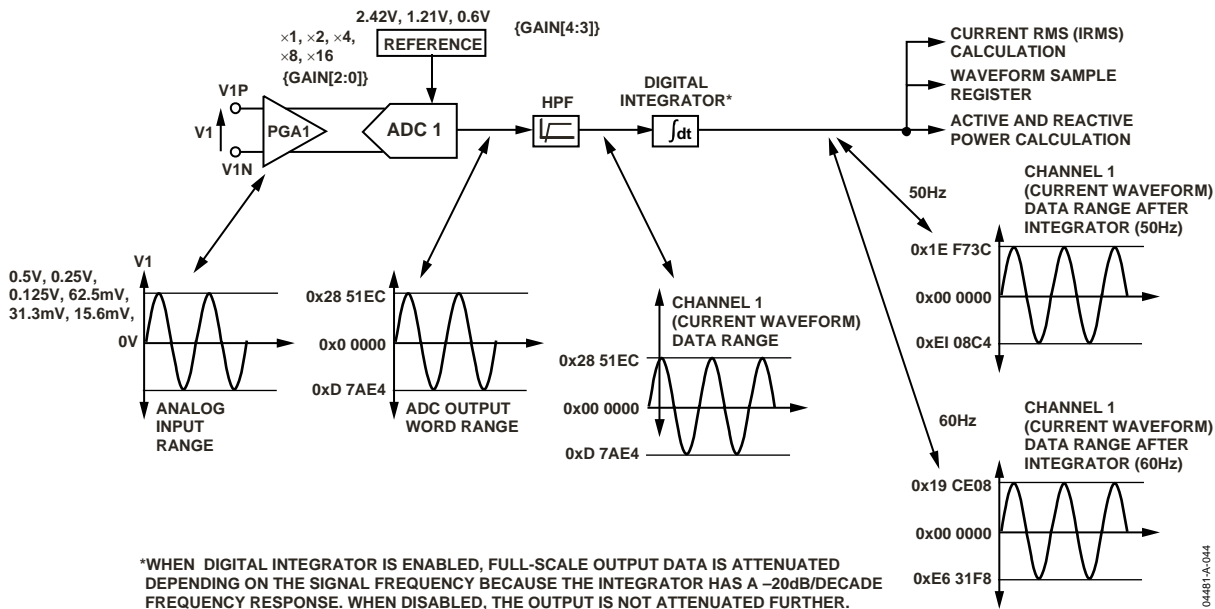 2.42V, 1.21V, 0.6V
{GAIN[4:3]}
×1, ×2, ×4,
×8, ×16
{GAIN[2:0]}
REFERENCE
CURRENT RMS (IRMS)
CALCULATION
WAVEFORM SAMPLE
REGISTER
ACTIVE AND REACTIVE
POWER CALCULATION
DIGITAL
INTEGRATOR*
HPF
V1P
V1
V1N
PGA1
ADC 1
∫dt
50Hz
CHANNEL 1
(CURRENT WAVEFORM)
DATA RANGE AFTER
INTEGRATOR (50Hz)
0x1E F73C
0x00 0000
0xEI 08C4
V1
0.5V, 0.25V,
0.125V, 62.5mV,
31.3mV, 15.6mV,
0V
ANALOG
INPUT
RANGE
0x28 51EC
0x0 0000
0xD 7AE4
ADC OUTPUT
WORD RANGE
CHANNEL 1
(CURRENT WAVEFORM)
DATA RANGE
0x28 51EC
0x00 0000
0xD 7AE4
60Hz
CHANNEL 1
(CURRENT WAVEFORM)
DATA RANGE AFTER
INTEGRATOR (60Hz)
0x19 CE08
0x00 0000
0xE6 31F8
*WHEN DIGITAL INTEGRATOR IS ENABLED, FULL-SCALE OUTPUT DATA IS ATTENUATED
DEPENDING ON THE SIGNAL FREQUENCY BECAUSE THE INTEGRATOR HAS A –20dB/DECADE
FREQUENCY RESPONSE. WHEN DISABLED, THE OUTPUT IS NOT ATTENUATED FURTHER.
04481-A-044